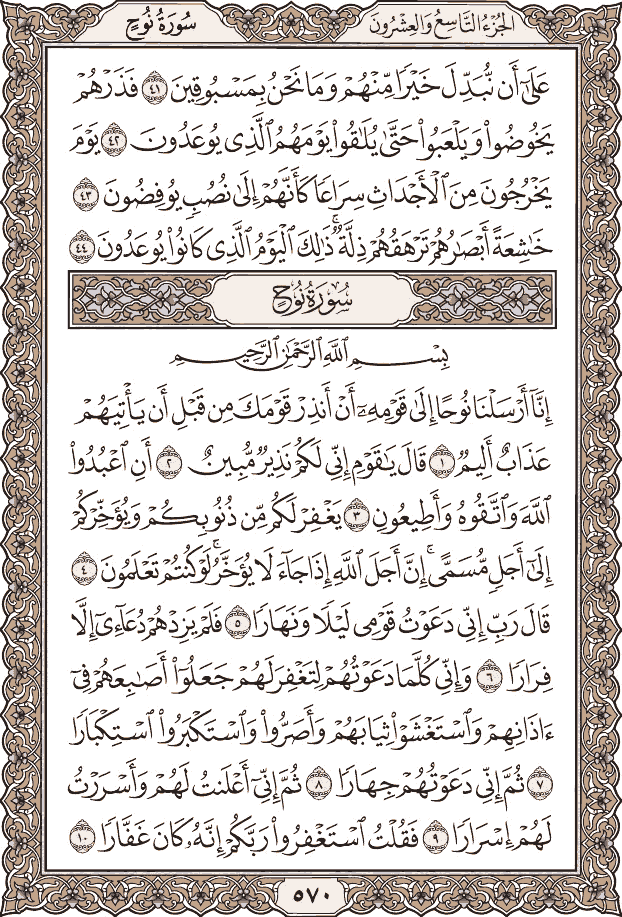 سُورَةُ نُوحٍ
الجُزْءُ التَّاسِعُ وَالعِشْرُونَ
عَلَىٰٓ أَن نُّبَدِّلَ خَيْرًا مِّنْهُمْ وَمَا نَحْنُ بِمَسْبُوقِينَ ٤١ فَذَرْهُمْ
يَخُوضُوا۟ وَيَلْعَبُوا۟ حَتَّىٰ يُلَـٰقُوا۟ يَوْمَهُمُ ٱلَّذِى يُوعَدُونَ ٤٢ يَوْمَ
يَخْرُجُونَ مِنَ ٱلْأَجْدَاثِ سِرَاعًا كَأَنَّهُمْ إِلَىٰ نُصُبٍ يُوفِضُونَ ٤٣
خَـٰشِعَةً أَبْصَـٰرُهُمْ تَرْهَقُهُمْ ذِلَّةٌ ۚ ذَٰلِكَ ٱلْيَوْمُ ٱلَّذِى كَانُوا۟ يُوعَدُونَ ٤٤
سُورَةُ نُوحٍ
بِسْمِ ٱللَّهِ ٱلرَّحْمَـٰنِ ٱلرَّحِيمِ
إِنَّآ أَرْسَلْنَا نُوحًا إِلَىٰ قَوْمِهِۦٓ أَنْ أَنذِرْ قَوْمَكَ مِن قَبْلِ أَن يَأْتِيَهُمْ
عَذَابٌ أَلِيمٌ ١ قَالَ يَـٰقَوْمِ إِنِّى لَكُمْ نَذِيرٌ مُّبِينٌ ٢ أَنِ ٱعْبُدُوا۟
ٱللَّهَ وَٱتَّقُوهُ وَأَطِيعُونِ ٣ يَغْفِرْ لَكُم مِّن ذُنُوبِكُمْ وَيُؤَخِّرْكُمْ
إِلَىٰٓ أَجَلٍ مُّسَمًّى ۚ إِنَّ أَجَلَ ٱللَّهِ إِذَا جَآءَ لَا يُؤَخَّرُ ۖ لَوْ كُنتُمْ تَعْلَمُونَ ٤
قَالَ رَبِّ إِنِّى دَعَوْتُ قَوْمِى لَيْلًا وَنَهَارًا ٥ فَلَمْ يَزِدْهُمْ دُعَآءِىٓ إِلَّا
فِرَارًا ٦ وَإِنِّى كُلَّمَا دَعَوْتُهُمْ لِتَغْفِرَ لَهُمْ جَعَلُوٓا۟ أَصَـٰبِعَهُمْ فِىٓ
ءَاذَانِهِمْ وَٱسْتَغْشَوْا۟ ثِيَابَهُمْ وَأَصَرُّوا۟ وَٱسْتَكْبَرُوا۟ ٱسْتِكْبَارًا
٧ ثُمَّ إِنِّى دَعَوْتُهُمْ جِهَارًا ٨ ثُمَّ إِنِّىٓ أَعْلَنتُ لَهُمْ وَأَسْرَرْتُ
لَهُمْ إِسْرَارًا ٩ فَقُلْتُ ٱسْتَغْفِرُوا۟ رَبَّكُمْ إِنَّهُۥ كَانَ غَفَّارًا ١٠
٥٧٠